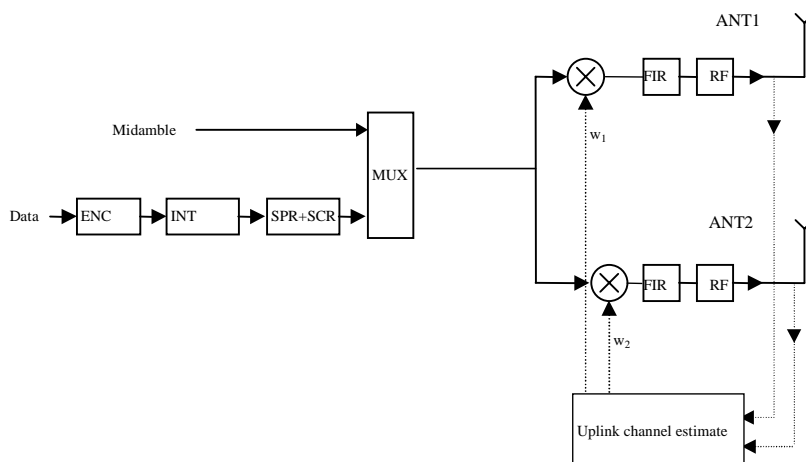 ANT1
FIR
RF
Midamble
w1
MUX
Data
ENC
INT
SPR+SCR
ANT2
FIR
RF
w2
Uplink channel estimate